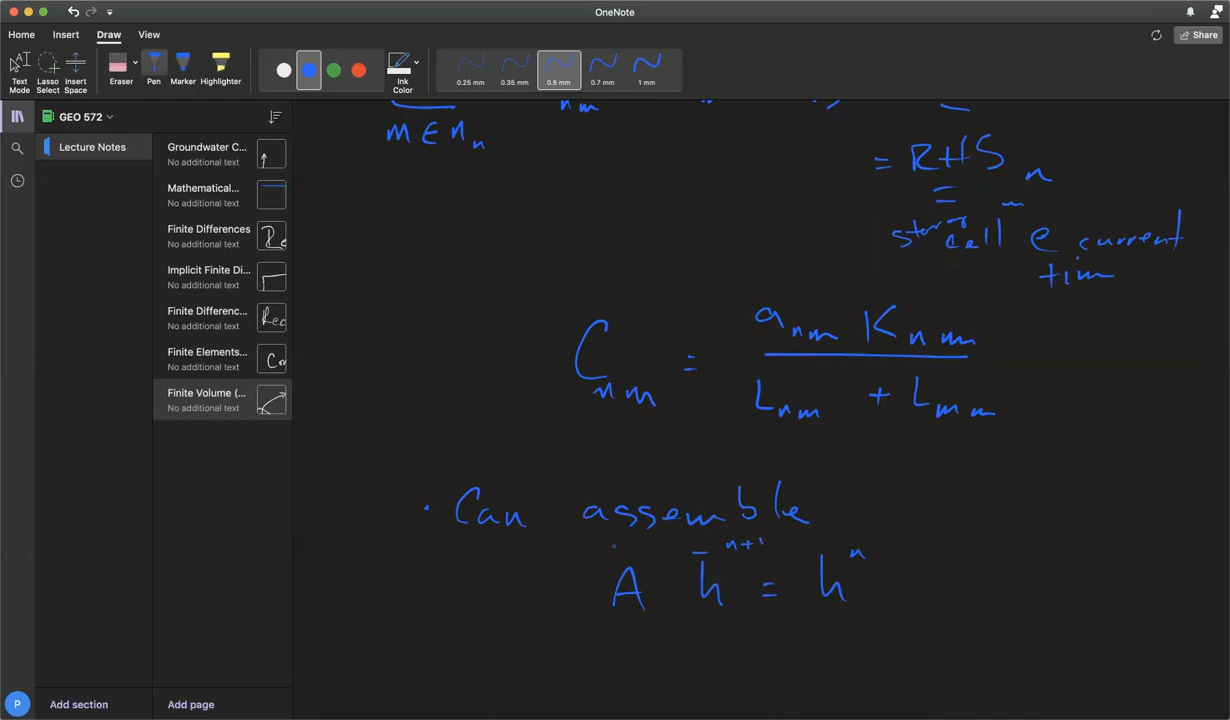 OneNote
Home Insert Draw View
Share
Text Mode
Lasso Select
Insert Space
Eraser
Pen
Marker
Highlighter
Ink Color
0.25 mm
0.35 mm
0.5 mm
0.7 mm
1 mm
GEO 572
Lecture Notes
Groundwater C...
No additional text
Mathematical...
No additional text
Finite Differences
No additional text
Implicit Finite Di...
No additional text
Finite Differenc...
No additional text
Finite Elements...
No additional text
Finite Volume (...
No additional text
P
Add section
Add page
nm
m ∈ η_n
= RHS_n
cell @ current
tim
C_nm = a_nm K_nm / L_nm + L_mn
· Can assemble
A h̄^n+1 = h^n